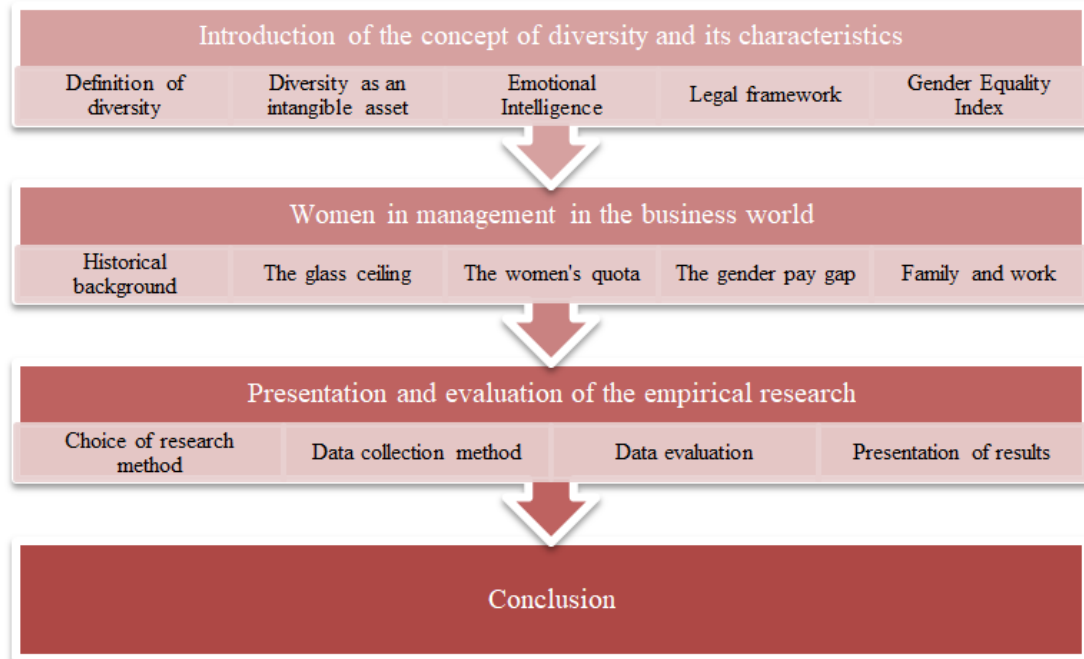 Introduction of the concept of diversity and its characteristics
Definition of
diversity
Diversity as an
intangible asset
Emotional
Intelligence
Legal framework
Gender Equality
Index
Women in management in the business world
Historical
background
The glass ceiling
The women's quota
The gender pay gap
Family and work
Presentation and evaluation of the empirical research
Choice of research
method
Data collection method
Data evaluation
Presentation of results
Conclusion